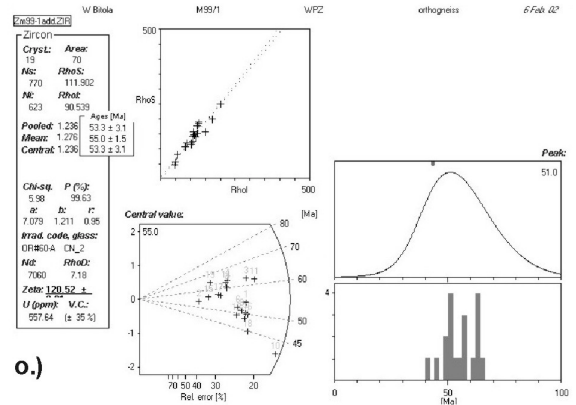 W Bitola M99/1 WPZ orthogneiss 6 Feb. 02
Zm99-1add.ZIR
Zircon
Cryst.: Area:
19 70
Ns: RhoS:
770 111.902
Ni: RhoI:
623 90.539
Ages [Ma]
Pooled: 1.236 53.3 ± 3.1
Mean: 1.276 55.0 ± 1.5
Central: 1.236 53.3 ± 3.1
Chi-sq. P (%):
5.98 99.63
a: b: r:
7.079 1.211 0.95
Irrad. code, glass:
OR#60-A CN_2
Nd: RhoD:
7060 7.18
Zeta: 120.52 ±
U (ppm): V.C.:
557.64 (± 35 %)
o.)
500
RhoS
RhoI 500
Central value: [Ma]
55.0
2
1
0
-1
-2
80
70
60
50
45
70 50 40 30 20
Rel. error [%]
Peak:
51.0
4
0 50 100
[Ma]